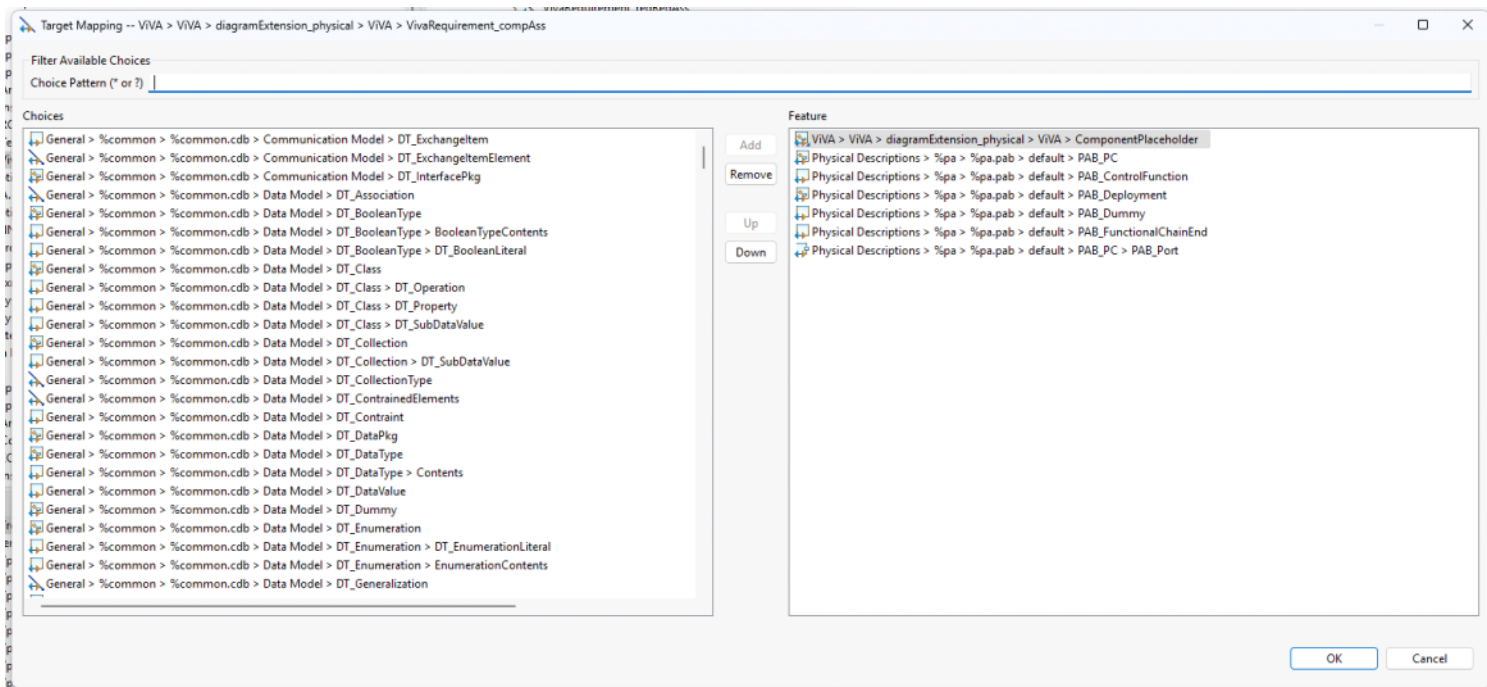 Target Mapping -- ViVA > ViVA > diagramExtension_physical > ViVA > VivaRequirement_compAss
Filter Available Choices
Choice Pattern (* or ?)
Choices
General > %common > %common.cdb > Communication Model > DT_ExchangeItem
General > %common > %common.cdb > Communication Model > DT_ExchangeItemElement
General > %common > %common.cdb > Communication Model > DT_InterfacePkg
General > %common > %common.cdb > Data Model > DT_Association
General > %common > %common.cdb > Data Model > DT_BooleanType
General > %common > %common.cdb > Data Model > DT_BooleanType > BooleanTypeContents
General > %common > %common.cdb > Data Model > DT_BooleanType > DT_BooleanLiteral
General > %common > %common.cdb > Data Model > DT_Class
General > %common > %common.cdb > Data Model > DT_Class > DT_Operation
General > %common > %common.cdb > Data Model > DT_Class > DT_Property
General > %common > %common.cdb > Data Model > DT_Class > DT_SubDataValue
General > %common > %common.cdb > Data Model > DT_Collection
General > %common > %common.cdb > Data Model > DT_Collection > DT_SubDataValue
General > %common > %common.cdb > Data Model > DT_CollectionType
General > %common > %common.cdb > Data Model > DT_ContrainedElements
General > %common > %common.cdb > Data Model > DT_Contraint
General > %common > %common.cdb > Data Model > DT_DataPkg
General > %common > %common.cdb > Data Model > DT_DataType
General > %common > %common.cdb > Data Model > DT_DataType > Contents
General > %common > %common.cdb > Data Model > DT_DataValue
General > %common > %common.cdb > Data Model > DT_Dummy
General > %common > %common.cdb > Data Model > DT_Enumeration
General > %common > %common.cdb > Data Model > DT_Enumeration > DT_EnumerationLiteral
General > %common > %common.cdb > Data Model > DT_Enumeration > EnumerationContents
General > %common > %common.cdb > Data Model > DT_Generalization
Add
Remove
Up
Down
Feature
ViVA > ViVA > diagramExtension_physical > ViVA > ComponentPlaceholder
Physical Descriptions > %pa > %pa.pab > default > PAB_PC
Physical Descriptions > %pa > %pa.pab > default > PAB_ControlFunction
Physical Descriptions > %pa > %pa.pab > default > PAB_Deployment
Physical Descriptions > %pa > %pa.pab > default > PAB_Dummy
Physical Descriptions > %pa > %pa.pab > default > PAB_FunctionalChainEnd
Physical Descriptions > %pa > %pa.pab > default > PAB_PC > PAB_Port
OK
Cancel